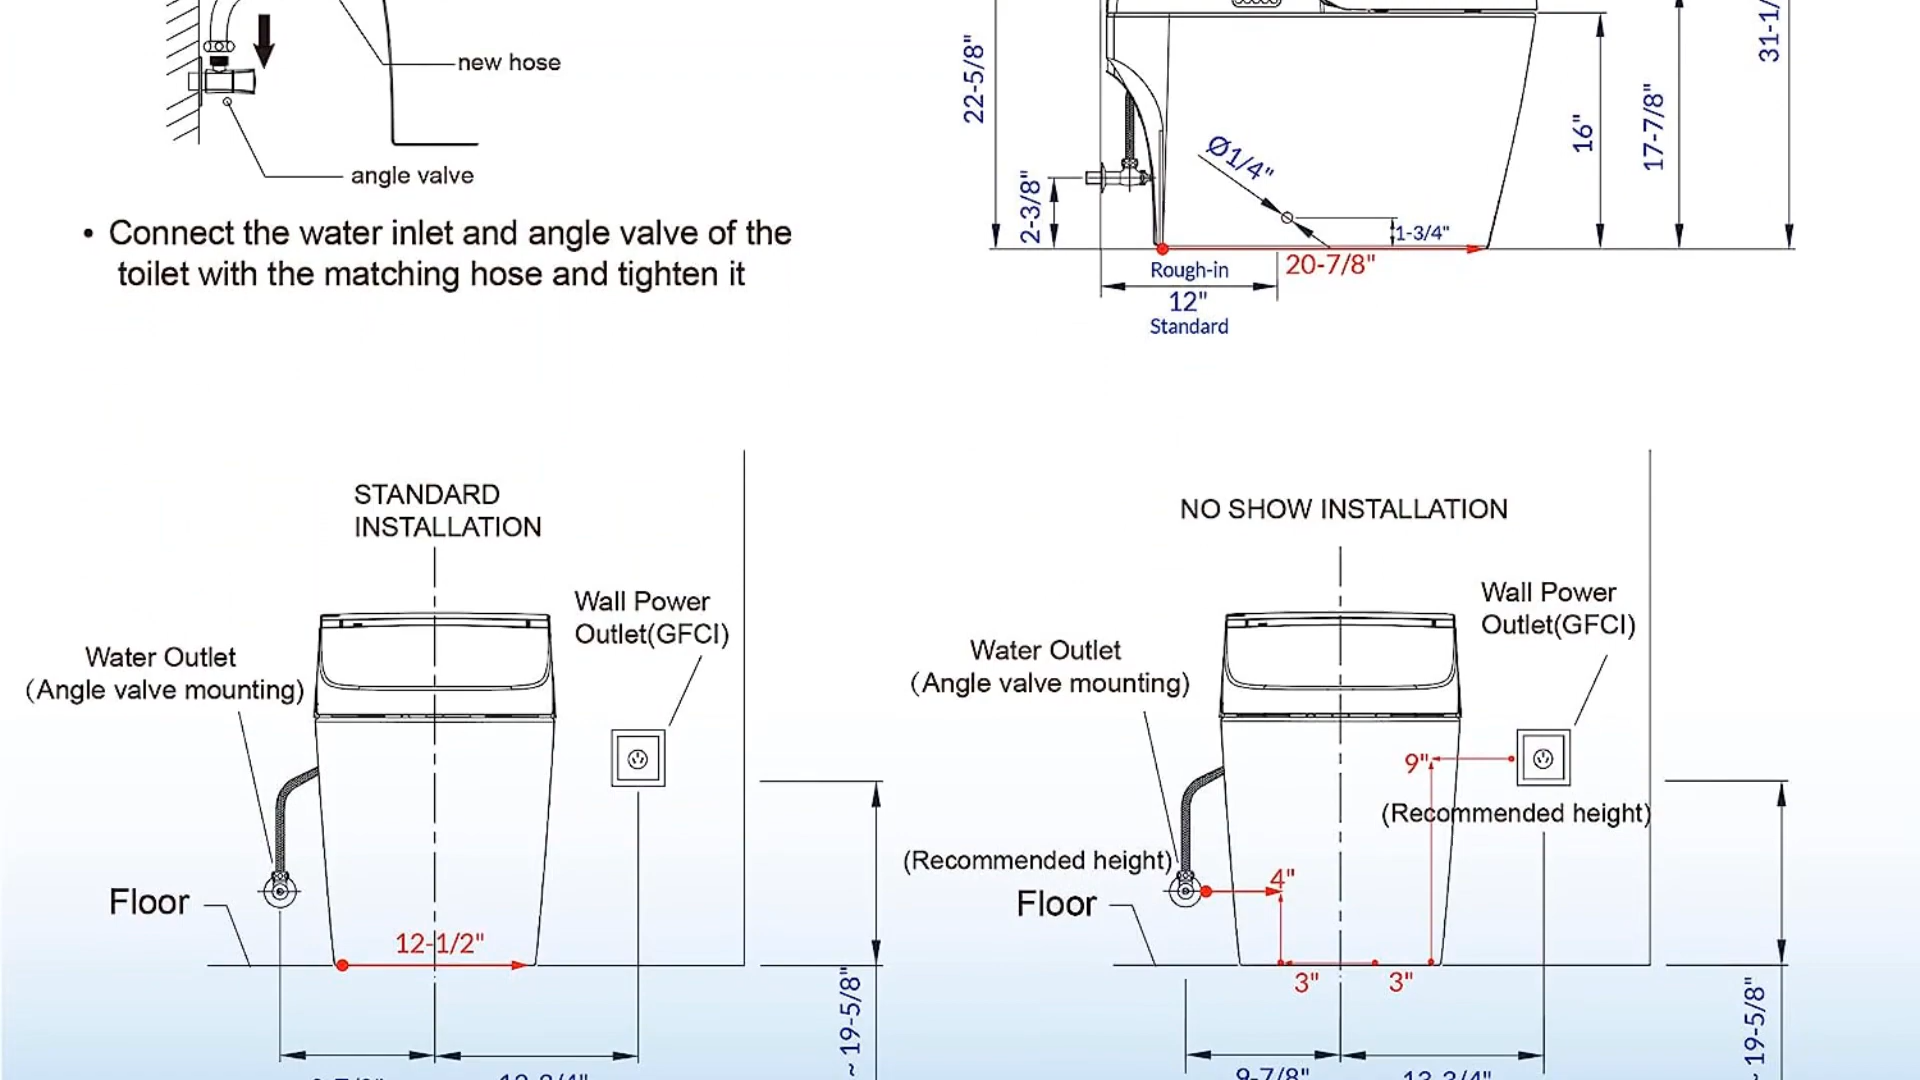 new hose
angle valve
• Connect the water inlet and angle valve of the
toilet with the matching hose and tighten it
22-5/8"
2-3/8"
Ø1/4"
1-3/4"
20-7/8"
Rough-in
12"
Standard
16"
17-7/8"
STANDARD
INSTALLATION
Wall Power
Outlet(GFCI)
Water Outlet
(Angle valve mounting)
Floor
12-1/2"
~ 19-5/8"
NO SHOW INSTALLATION
Wall Power
Outlet(GFCI)
Water Outlet
(Angle valve mounting)
9"
(Recommended height)
(Recommended height)
4"
Floor
3"
3"
~ 19-5/8"
9-7/8"
13-3/4"